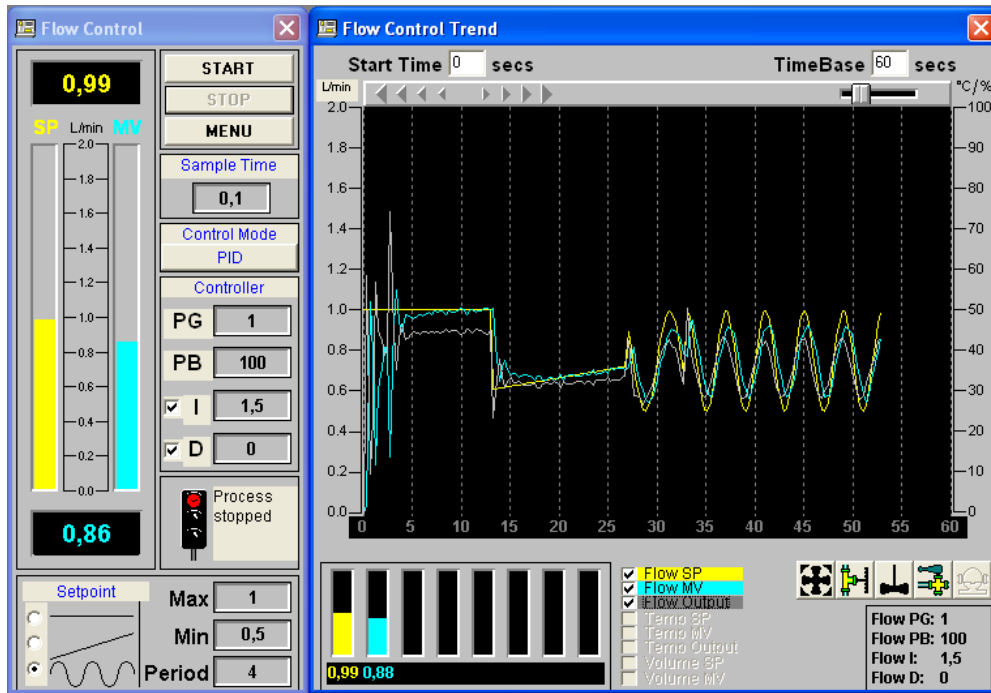 Flow Control
0,99
SP L/min MV
2.0
1.8
1.6
1.4
1.2
1.0
0.8
0.6
0.4
0.2
0.0
0,86
START
STOP
MENU
Sample Time
0,1
Control Mode
PID
Controller
PG 1
PB 100
I 1,5
D 0
Process
stopped
Setpoint
Max 1
Min 0,5
Period 4
Flow Control Trend
Start Time 0 secs TimeBase 60 secs
L/min °C/%
2.0 100
1.8 90
1.6 80
1.4 70
1.2 60
1.0 50
0.8 40
0.6 30
0.4 20
0.2 10
0.0 0
0 5 10 15 20 25 30 35 40 45 50 55 60
0,99 0,88
Flow SP
Flow MV
Flow Output
Temp SP
Temp MV
Temp Output
Volume SP
Volume MV
Flow PG: 1
Flow PB: 100
Flow I: 1,5
Flow D: 0